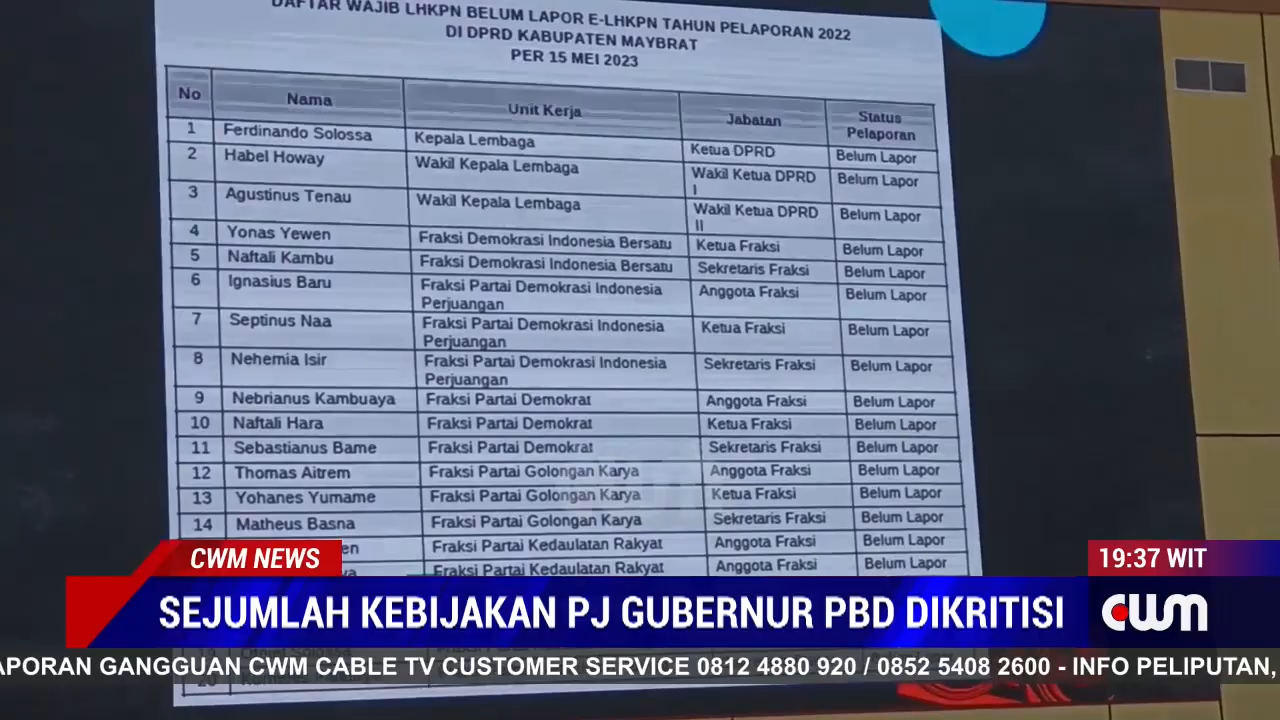 DAFTAR WAJIB LHKPN BELUM LAPOR E-LHKPN TAHUN PELAPORAN 2022
DI DPRD KABUPATEN MAYBRAT
PER 15 MEI 2023
No Nama Unit Kerja Jabatan Status Pelaporan
1 Ferdinando Solossa Kepala Lembaga Ketua DPRD Belum Lapor
2 Habel Howay Wakil Kepala Lembaga Wakil Ketua DPRD I Belum Lapor
3 Agustinus Tenau Wakil Kepala Lembaga Wakil Ketua DPRD II Belum Lapor
4 Yonas Yewen Fraksi Demokrasi Indonesia Bersatu Ketua Fraksi Belum Lapor
5 Naftali Kambu Fraksi Demokrasi Indonesia Bersatu Sekretaris Fraksi Belum Lapor
6 Ignasius Baru Fraksi Partai Demokrasi Indonesia Perjuangan Anggota Fraksi Belum Lapor
7 Septinus Naa Fraksi Partai Demokrasi Indonesia Perjuangan Ketua Fraksi Belum Lapor
8 Nehemia Isir Fraksi Partai Demokrasi Indonesia Perjuangan Sekretaris Fraksi Belum Lapor
9 Nebrianus Kambuaya Fraksi Partai Demokrat Anggota Fraksi Belum Lapor
10 Naftali Hara Fraksi Partai Demokrat Ketua Fraksi Belum Lapor
11 Sebastianus Bame Fraksi Partai Demokrat Sekretaris Fraksi Belum Lapor
12 Thomas Aitrem Fraksi Partai Golongan Karya Anggota Fraksi Belum Lapor
13 Yohanes Yumame Fraksi Partai Golongan Karya Ketua Fraksi Belum Lapor
14 Matheus Basna Fraksi Partai Golongan Karya Sekretaris Fraksi Belum Lapor
Fraksi Partai Kedaulatan Rakyat Anggota Fraksi Belum Lapor
Fraksi Partai Kedaulatan Rakyat Anggota Fraksi Belum Lapor
CWM NEWS
19:37 WIT
SEJUMLAH KEBIJAKAN PJ GUBERNUR PBD DIKRITISI
cwm
APORAN GANGGUAN CWM CABLE TV CUSTOMER SERVICE 0812 4880 920 / 0852 5408 2600 - INFO PELIPUTAN,